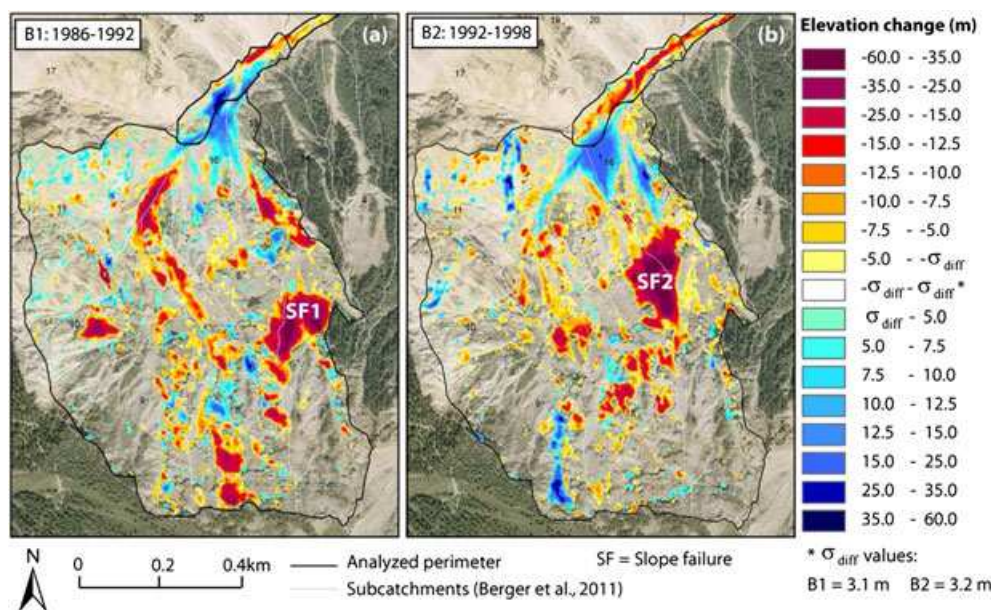 B1: 1986-1992
(a)
B2: 1992-1998
(b)
SF1
SF2
Elevation change (m)
-60.0 - -35.0
-35.0 - -25.0
-25.0 - -15.0
-15.0 - -12.5
-12.5 - -10.0
-10.0 - -7.5
-7.5 - -5.0
-5.0 - -σdiff
-σdiff - σdiff*
σdiff - 5.0
5.0 - 7.5
7.5 - 10.0
10.0 - 12.5
12.5 - 15.0
15.0 - 25.0
25.0 - 35.0
35.0 - 60.0
* σdiff values:
B1 = 3.1 m B2 = 3.2 m
N
0 0.2 0.4km
Analyzed perimeter
SF = Slope failure
Subcatchments (Berger et al., 2011)